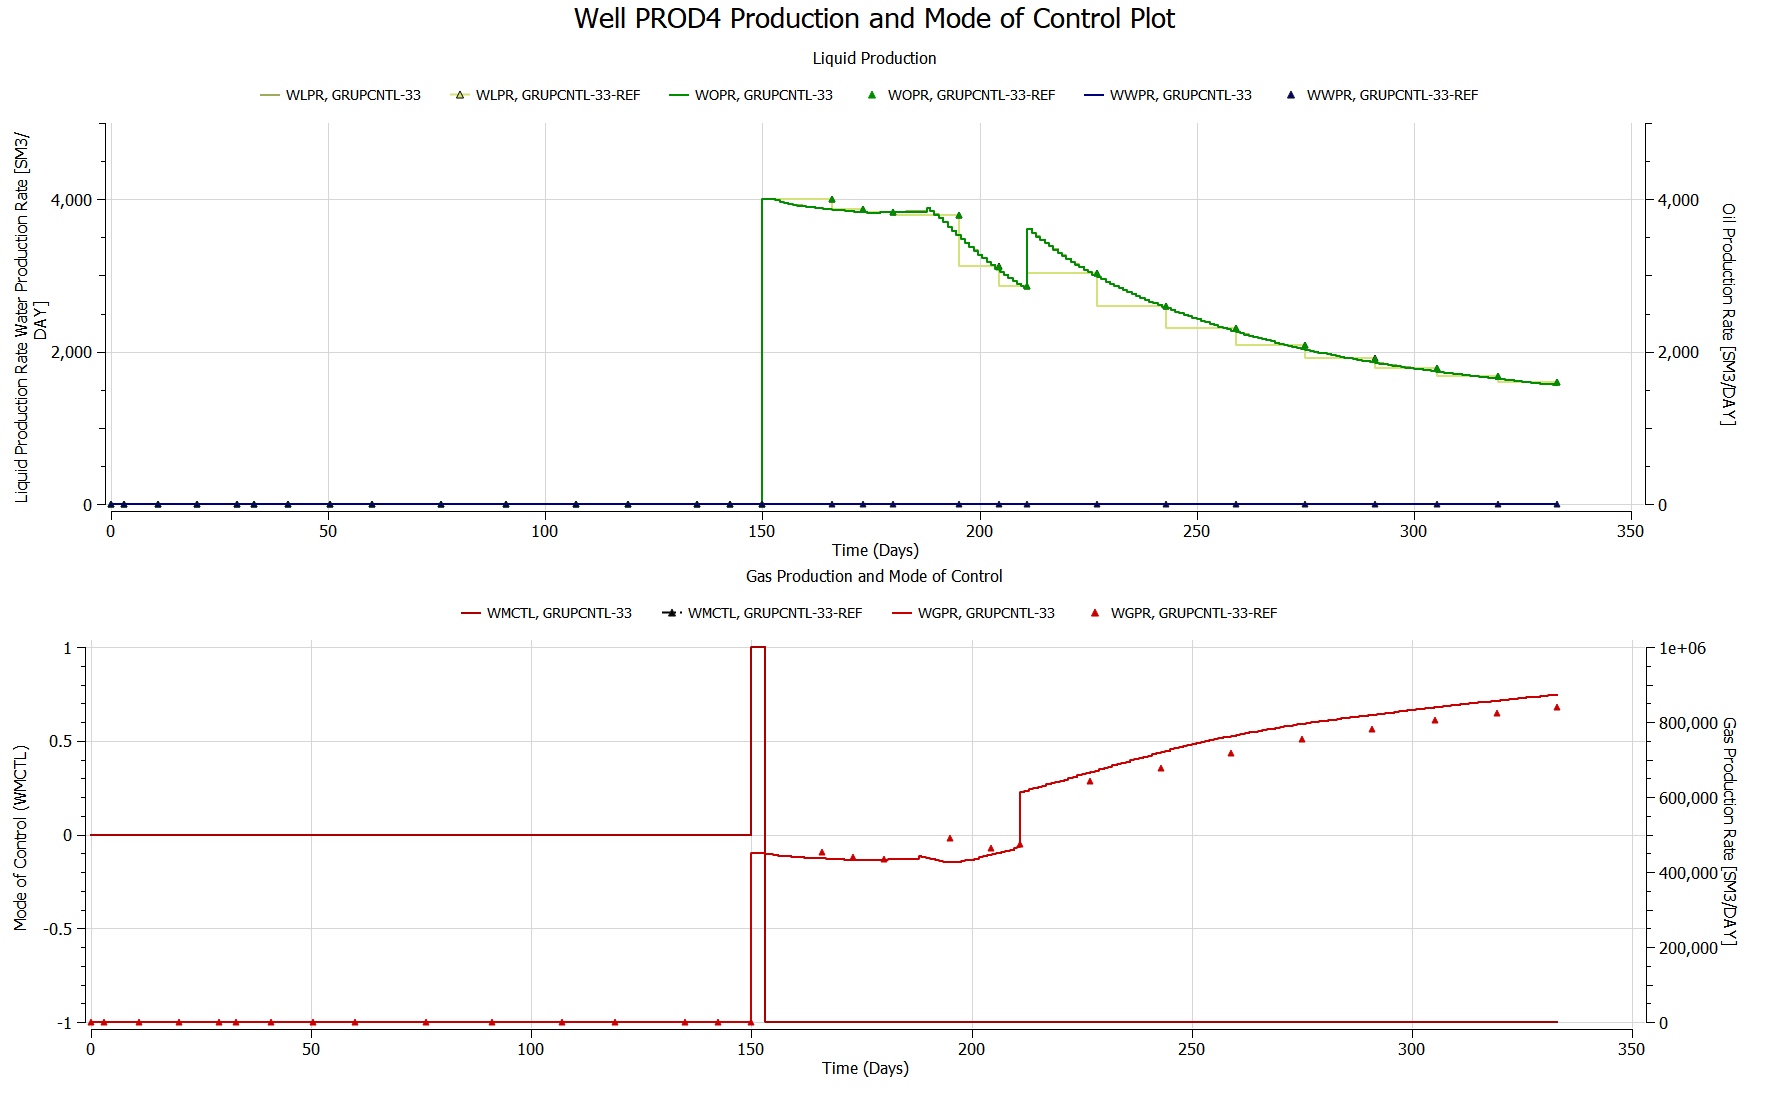 Well PROD4 Production and Mode of Control Plot
Liquid Production
WLPR, GRUPCNTL-33 WLPR, GRUPCNTL-33-REF WOPR, GRUPCNTL-33 WOPR, GRUPCNTL-33-REF WWPR, GRUPCNTL-33 WWPR, GRUPCNTL-33-REF
Liquid Production Rate Water Production Rate [SM3/
DAY]
4,000
2,000
0
4,000
2,000
0
Oil Production Rate [SM3/DAY]
0 50 100 150 200 250 300 350
Time (Days)
Gas Production and Mode of Control
WMCTL, GRUPCNTL-33 WMCTL, GRUPCNTL-33-REF WGPR, GRUPCNTL-33 WGPR, GRUPCNTL-33-REF
Mode of Control (WMCTL)
1
0.5
0
-0.5
-1
1e+06
800,000
600,000
400,000
200,000
0
Gas Production Rate [SM3/DAY]
0 50 100 150 200 250 300 350
Time (Days)